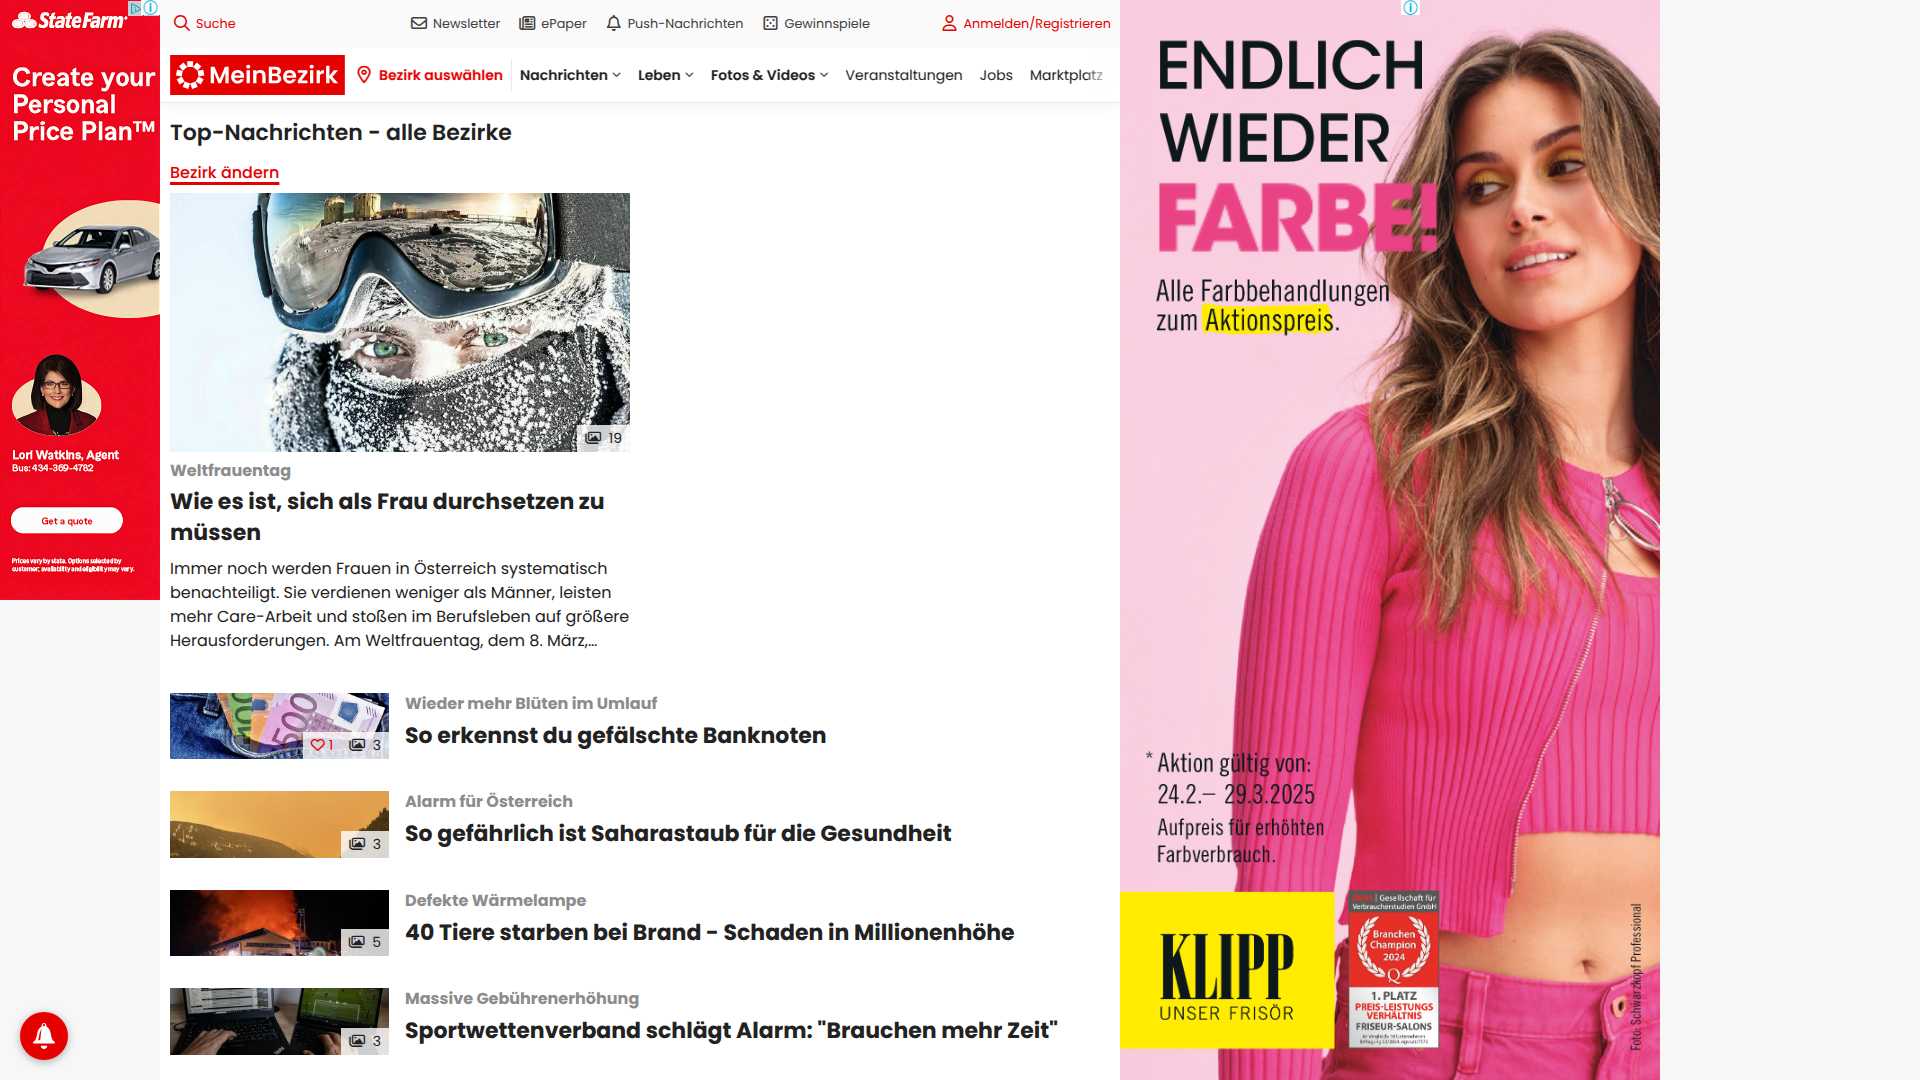 StateFarm
Create your
Personal
Price Plan™
Lori Watkins, Agent
Bus: 434-369-4782
Get a quote
Prices vary by state. Options selected by
customer; availability and eligibility may vary.
Suche
Newsletter
ePaper
Push-Nachrichten
Gewinnspiele
Anmelden/Registrieren
MeinBezirk
Bezirk auswählen
Nachrichten
Leben
Fotos & Videos
Veranstaltungen
Jobs
Marktplatz
Top-Nachrichten - alle Bezirke
Bezirk ändern
19
Weltfrauentag
Wie es ist, sich als Frau durchsetzen zu
müssen
Immer noch werden Frauen in Österreich systematisch
benachteiligt. Sie verdienen weniger als Männer, leisten
mehr Care-Arbeit und stoßen im Berufsleben auf größere
Herausforderungen. Am Weltfrauentag, dem 8. März,...
1
3
Wieder mehr Blüten im Umlauf
So erkennst du gefälschte Banknoten
3
Alarm für Österreich
So gefährlich ist Saharastaub für die Gesundheit
5
Defekte Wärmelampe
40 Tiere starben bei Brand - Schaden in Millionenhöhe
3
Massive Gebührenerhöhung
Sportwettenverband schlägt Alarm: "Brauchen mehr Zeit"
ENDLICH
WIEDER
FARBE!
Alle Farbbehandlungen
zum Aktionspreis.
* Aktion gültig von:
24.2.– 29.3.2025
Aufpreis für erhöhten
Farbverbrauch.
KLIPP
UNSER FRISÖR
Gesellschaft für
Verbraucherstudien GmbH
Branchen
Champion
2024
1. PLATZ
PREIS-LEISTUNGS
VERHÄLTNIS
FRISEUR-SALONS
Foto: Schwarzkopf Professional